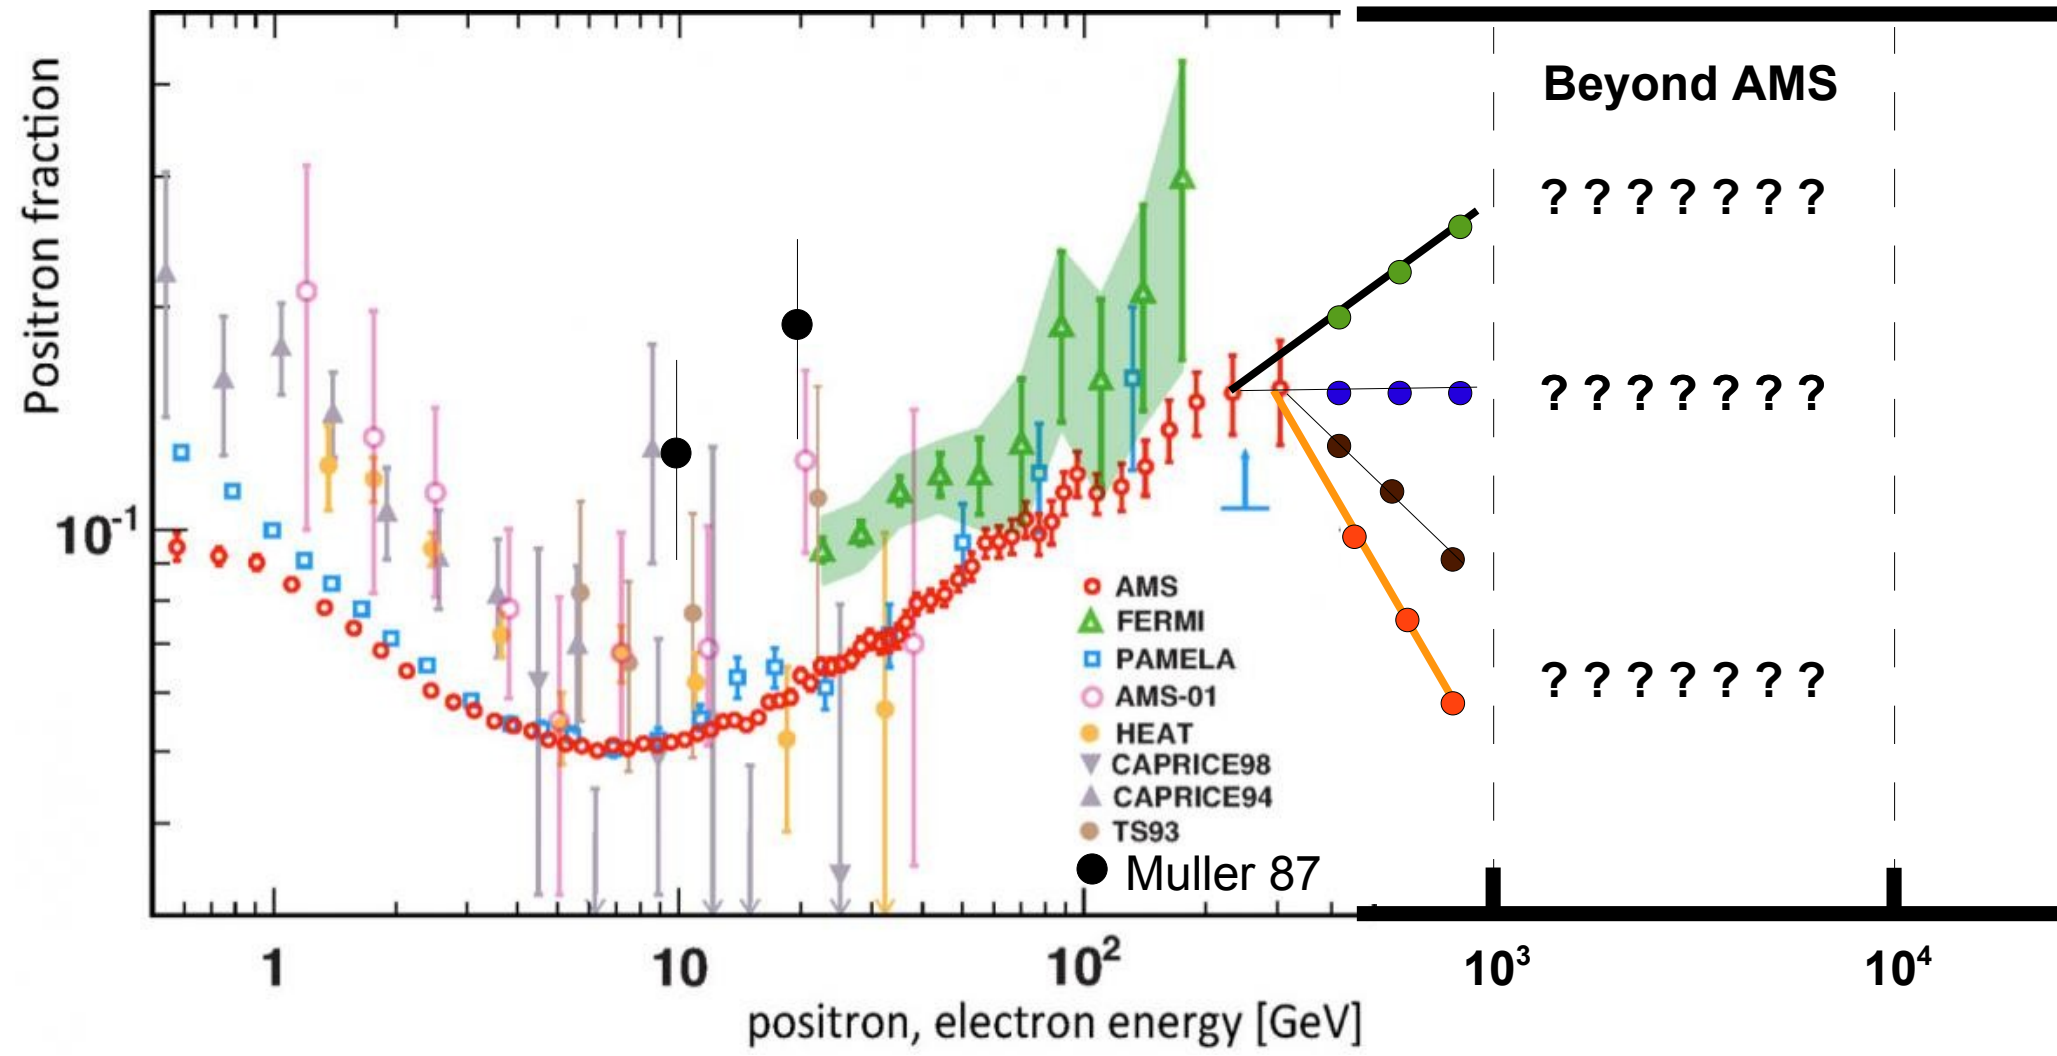 Beyond AMS
? ? ? ? ? ? ?
? ? ? ? ? ? ?
? ? ? ? ? ? ?
Positron fraction
10⁻¹
AMS
FERMI
PAMELA
AMS-01
HEAT
CAPRICE98
CAPRICE94
TS93
Muller 87
1 10 10² 10³ 10⁴
positron, electron energy [GeV]